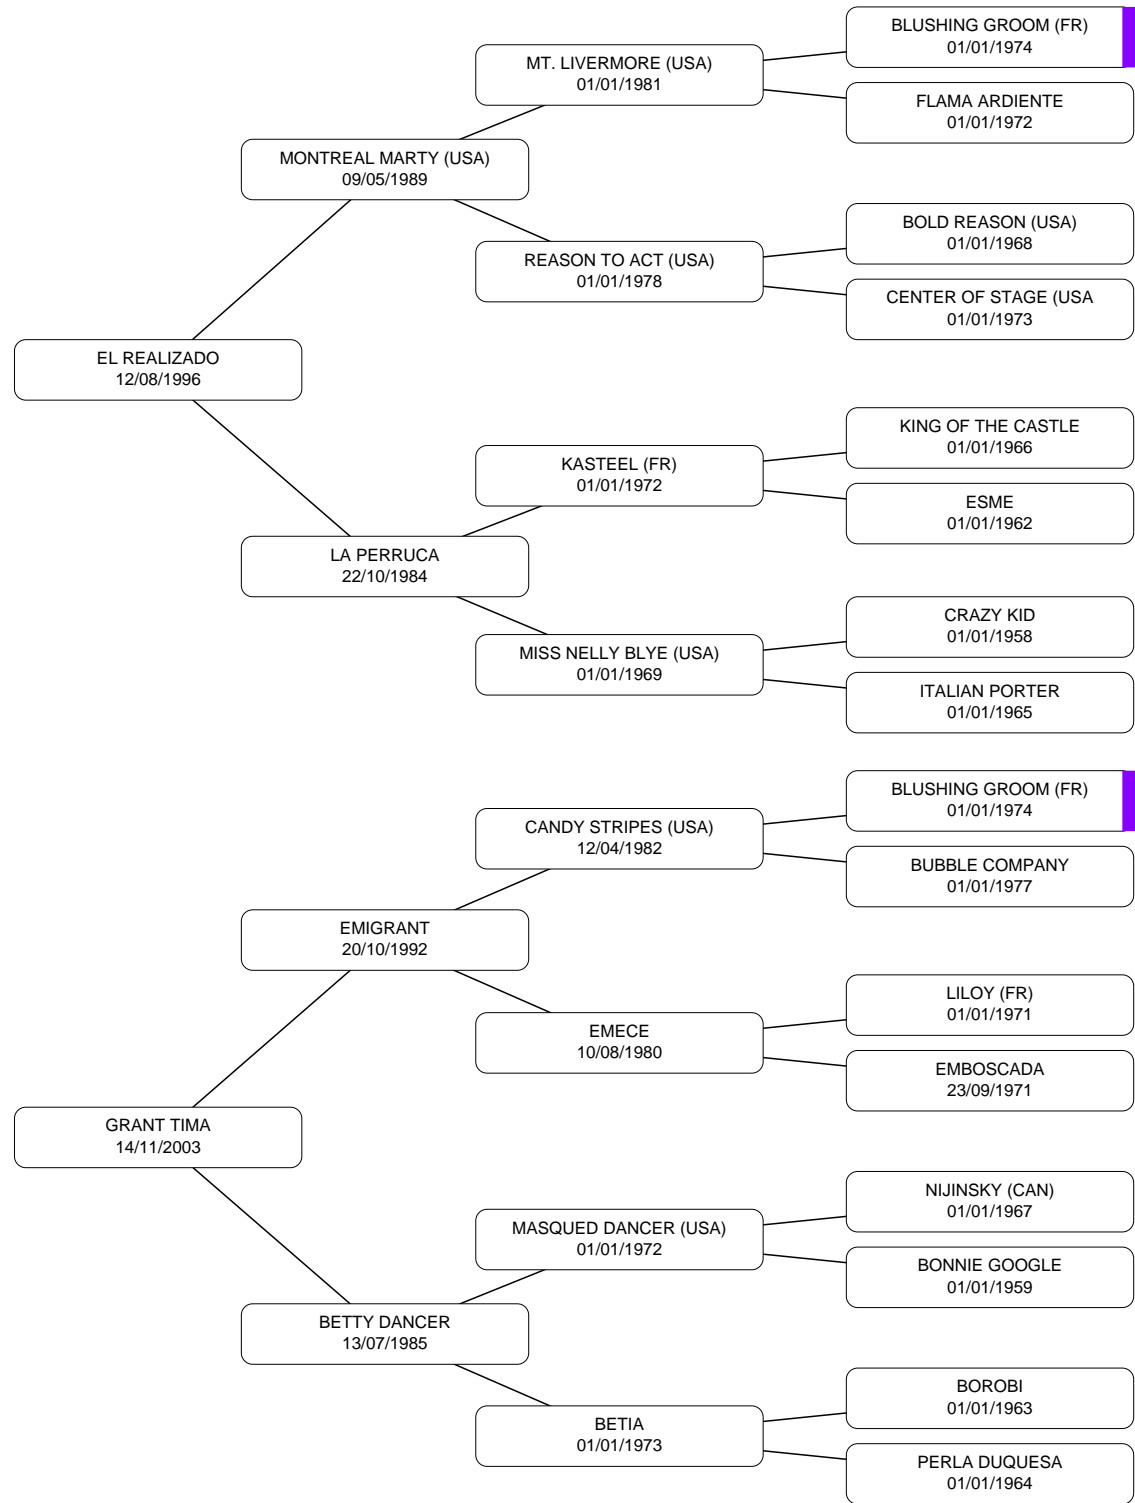 BLUSHING GROOM (FR)
01/01/1974
MT. LIVERMORE (USA)
01/01/1981
FLAMA ARDIENTE
01/01/1972
MONTREAL MARTY (USA)
09/05/1989
BOLD REASON (USA)
01/01/1968
REASON TO ACT (USA)
01/01/1978
CENTER OF STAGE (USA
01/01/1973
EL REALIZADO
12/08/1996
KING OF THE CASTLE
01/01/1966
KASTEEL (FR)
01/01/1972
ESME
01/01/1962
LA PERRUCA
22/10/1984
CRAZY KID
01/01/1958
MISS NELLY BLYE (USA)
01/01/1969
ITALIAN PORTER
01/01/1965
BLUSHING GROOM (FR)
01/01/1974
CANDY STRIPES (USA)
12/04/1982
BUBBLE COMPANY
01/01/1977
EMIGRANT
20/10/1992
LILOY (FR)
01/01/1971
EMECE
10/08/1980
EMBOSCADA
23/09/1971
GRANT TIMA
14/11/2003
NIJINSKY (CAN)
01/01/1967
MASQUED DANCER (USA)
01/01/1972
BONNIE GOOGLE
01/01/1959
BETTY DANCER
13/07/1985
BOROBI
01/01/1963
BETIA
01/01/1973
PERLA DUQUESA
01/01/1964